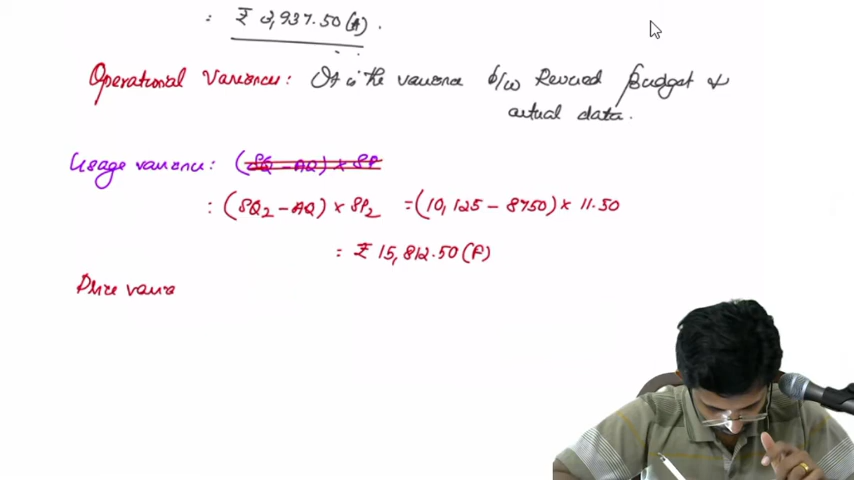 : ₹ 3,937.50 (A).
Operational Variance: It is the variance b/w Revised Budget &
actual data.
Usage variance: (SQ - AQ) × SP
: (SQ2 - AQ) × SP2 = (10,125 - 8750) × 11.50
= ₹ 15,812.50 (F)
Price varia